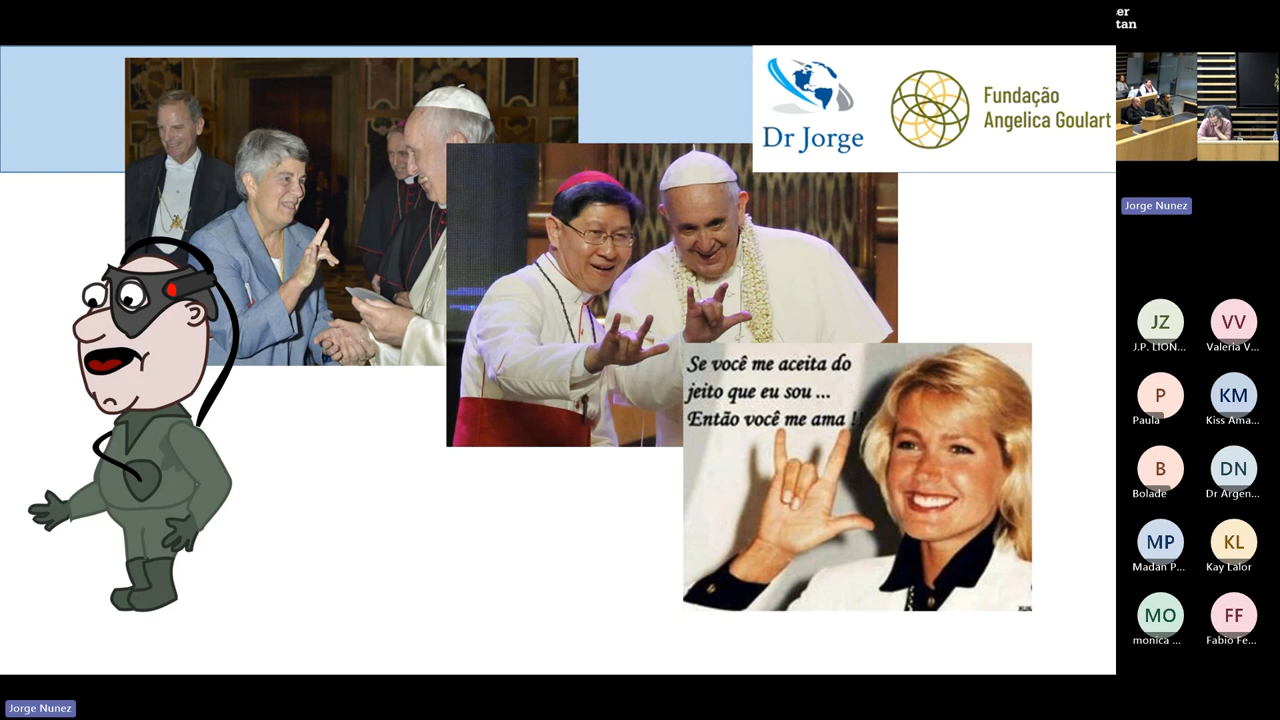 er
tan
Dr Jorge
Fundação
Angelica Goulart
Jorge Nunez
Se você me aceita do
jeito que eu sou ...
Então você me ama !!
JZ
VV
J.P. LION...
Valeria V...
P
KM
Paula
Kiss Ama...
B
DN
Bolade
Dr Argen...
MP
KL
Madan P...
Kay Lalor
MO
FF
monica ...
Fabio Fe...
Jorge Nunez